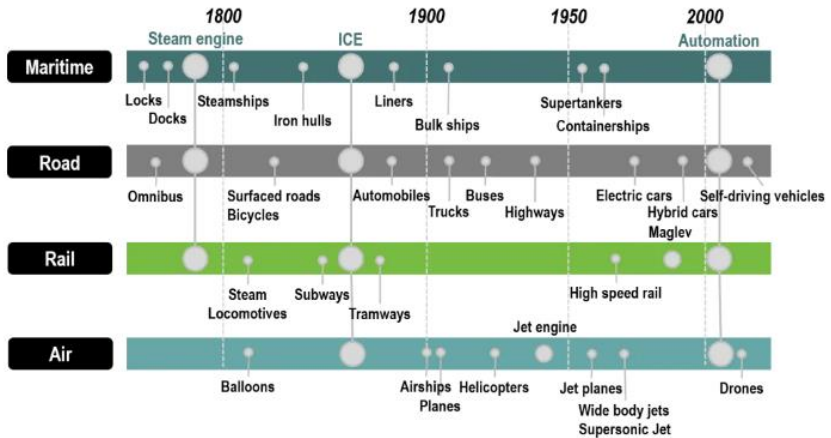 1800 1900 1950 2000
Steam engine ICE Automation
Maritime
Locks
Docks
Steamships
Iron hulls
Liners
Bulk ships
Supertankers
Containerships
Road
Omnibus
Surfaced roads
Bicycles
Automobiles
Trucks
Buses
Highways
Electric cars
Hybrid cars
Self-driving vehicles
Maglev
Rail
Steam
Locomotives
Subways
Tramways
High speed rail
Jet engine
Air
Balloons
Airships
Planes
Helicopters
Jet planes
Wide body jets
Supersonic Jet
Drones